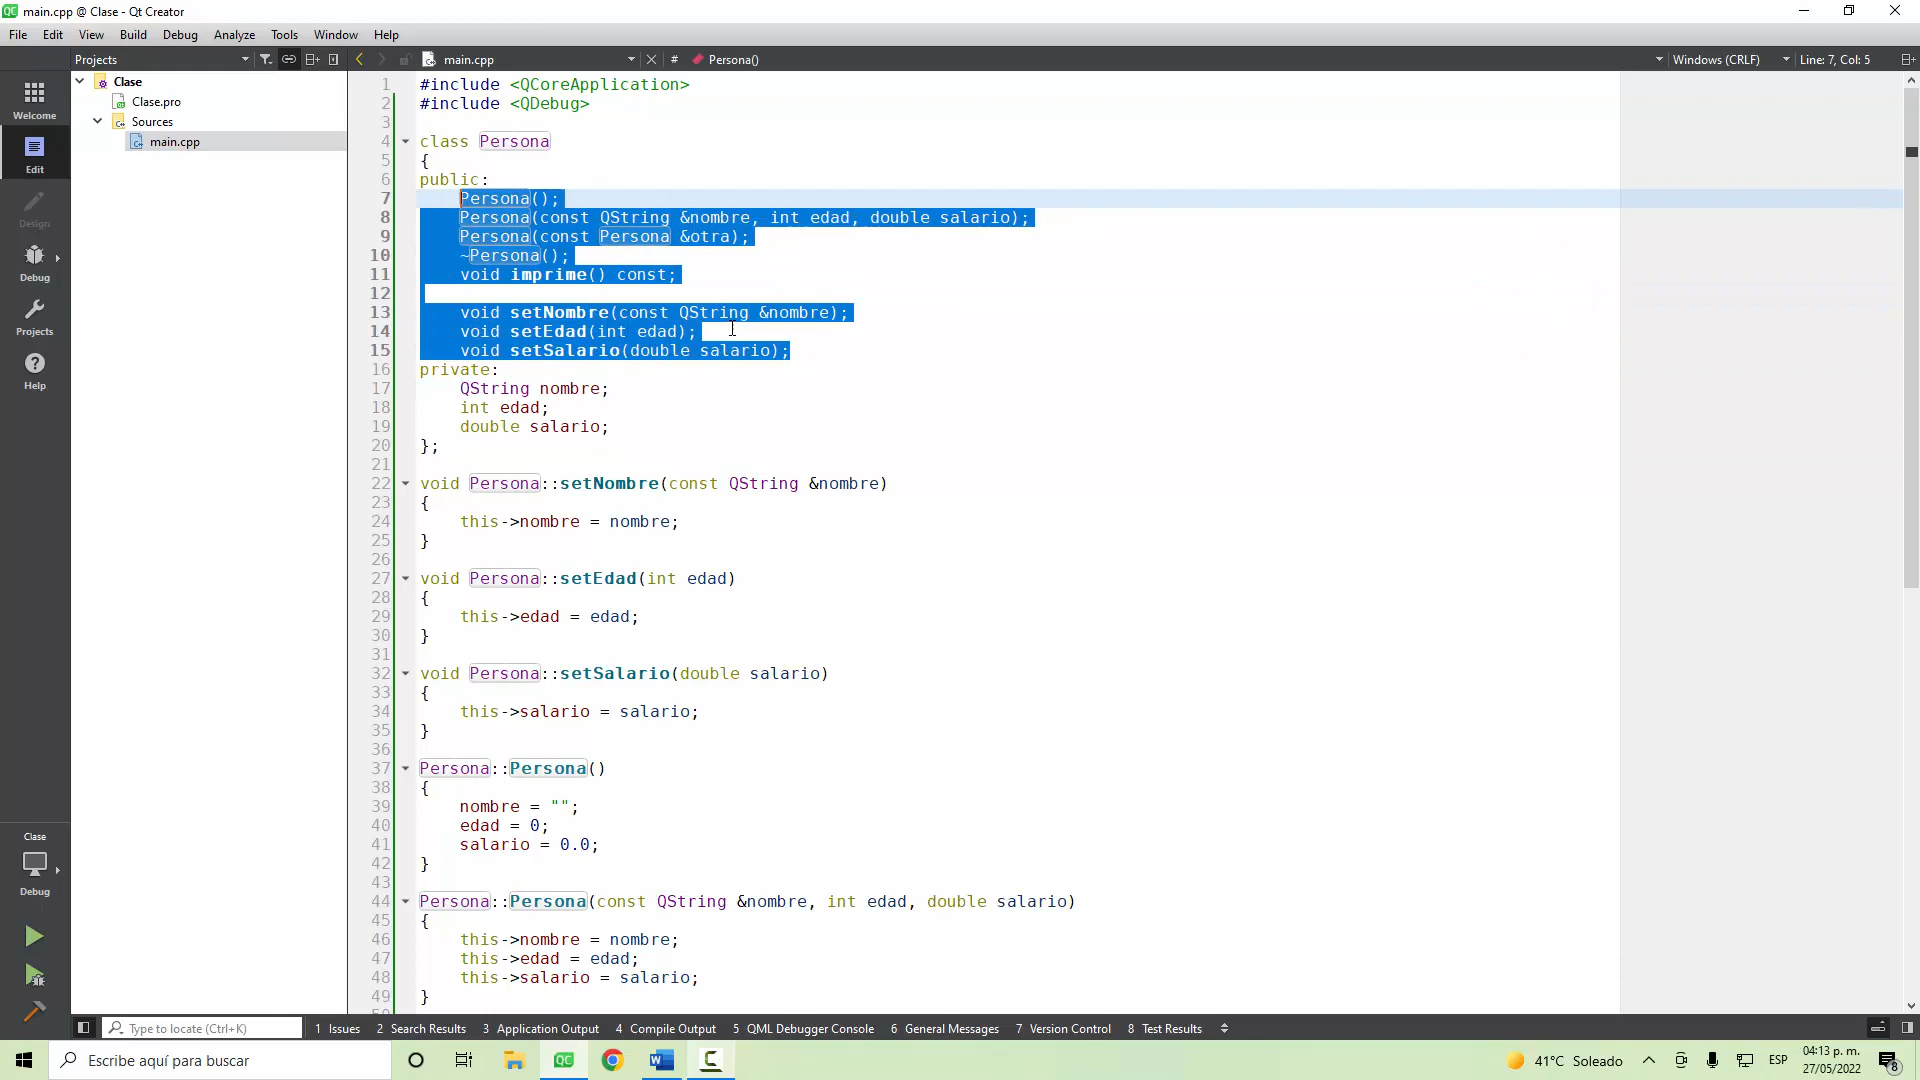 main.cpp @ Clase - Qt Creator
File Edit View Build Debug Analyze Tools Window Help
Projects main.cpp # Persona() Windows (CRLF) Line: 7, Col: 5
Welcome
Edit
Design
Debug
Projects
Help
Clase
Clase.pro
Sources
main.cpp
1 #include <QCoreApplication>
2 #include <QDebug>
3
4 class Persona
5 {
6 public:
7 Persona();
8 Persona(const QString &nombre, int edad, double salario);
9 Persona(const Persona &otra);
10 ~Persona();
11 void imprime() const;
12
13 void setNombre(const QString &nombre);
14 void setEdad(int edad);
15 void setSalario(double salario);
16 private:
17 QString nombre;
18 int edad;
19 double salario;
20 };
21
22 void Persona::setNombre(const QString &nombre)
23 {
24 this->nombre = nombre;
25 }
26
27 void Persona::setEdad(int edad)
28 {
29 this->edad = edad;
30 }
31
32 void Persona::setSalario(double salario)
33 {
34 this->salario = salario;
35 }
36
37 Persona::Persona()
38 {
39 nombre = "";
40 edad = 0;
41 salario = 0.0;
42 }
43
44 Persona::Persona(const QString &nombre, int edad, double salario)
45 {
46 this->nombre = nombre;
47 this->edad = edad;
48 this->salario = salario;
49 }
Clase
Debug
Type to locate (Ctrl+K) 1 Issues 2 Search Results 3 Application Output 4 Compile Output 5 QML Debugger Console 6 General Messages 7 Version Control 8 Test Results
Escribe aquí para buscar
41°C Soleado ESP 04:13 p. m.
27/05/2022 8